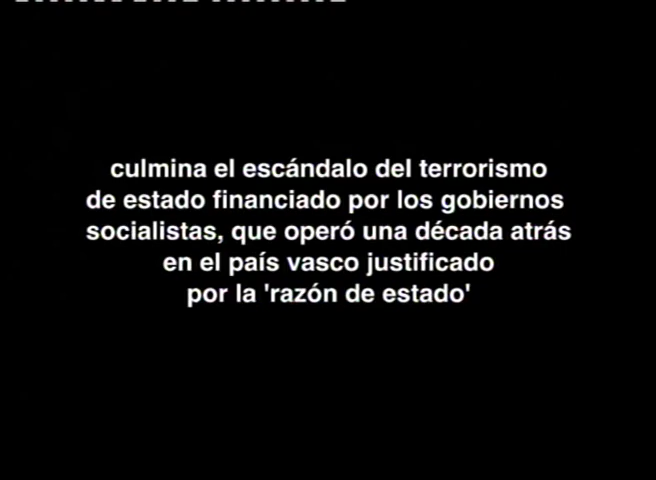 culmina el escándalo del terrorismo
de estado financiado por los gobiernos
socialistas, que operó una década atrás
en el país vasco justificado
por la 'razón de estado'